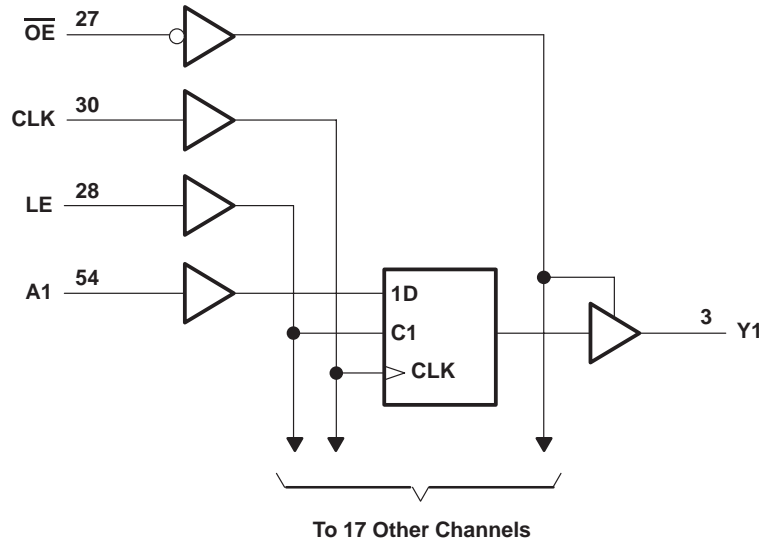 OE 27
CLK 30
LE 28
A1 54
1D
C1
CLK
3 Y1
To 17 Other Channels